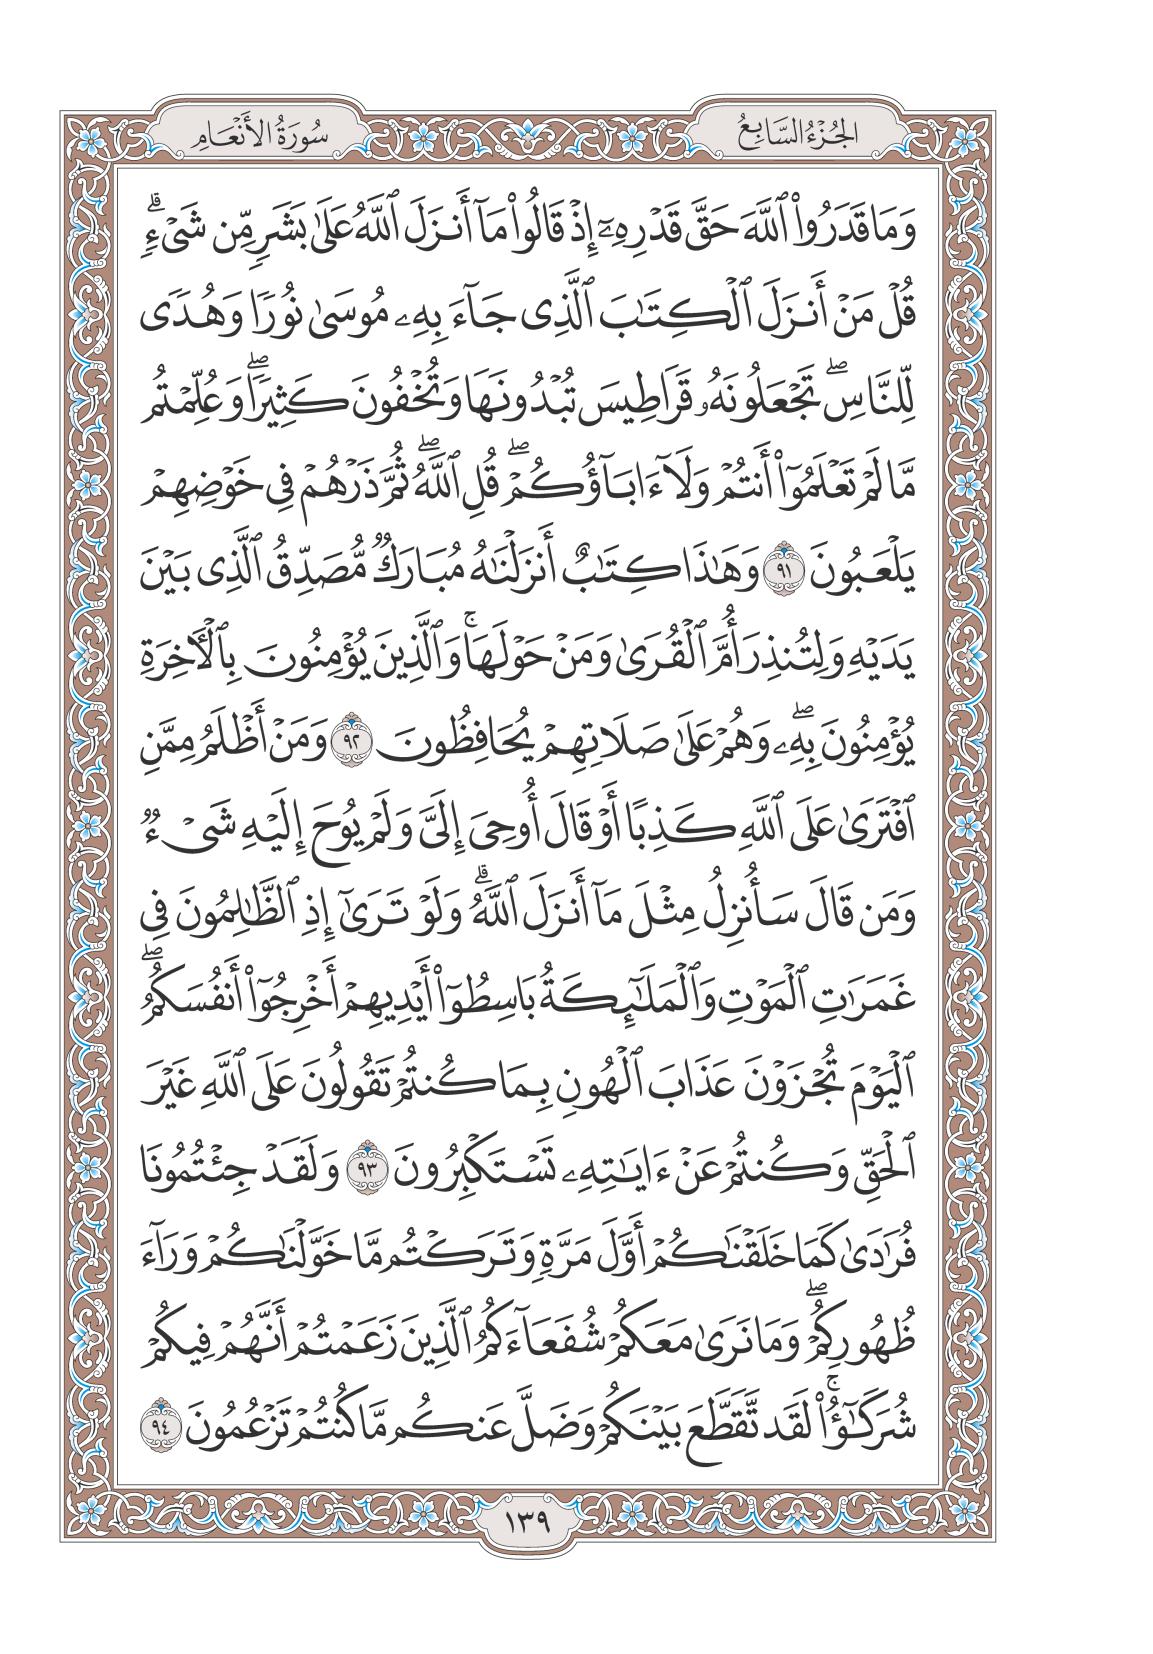 الجُزْءُ السَّابِعُ
سُورَةُ الأَنْعَامِ
وَمَا قَدَرُواْ ٱللَّهَ حَقَّ قَدْرِهِۦٓ إِذْ قَالُواْ مَآ أَنزَلَ ٱللَّهُ عَلَىٰ بَشَرٖ مِّن شَيْءٖۗ
قُلْ مَنْ أَنزَلَ ٱلْكِتَٰبَ ٱلَّذِي جَآءَ بِهِۦ مُوسَىٰ نُورٗا وَهُدٗى
لِّلنَّاسِۖ تَجْعَلُونَهُۥ قَرَاطِيسَ تُبْدُونَهَا وَتُخْفُونَ كَثِيرٗاۖ وَعُلِّمْتُم
مَّا لَمْ تَعْلَمُوٓاْ أَنتُمْ وَلَآ ءَابَآؤُكُمْۖ قُلِ ٱللَّهُۖ ثُمَّ ذَرْهُمْ فِي خَوْضِهِمْ
يَلْعَبُونَ ٩١ وَهَٰذَا كِتَٰبٌ أَنزَلْنَٰهُ مُبَارَكٞ مُّصَدِّقُ ٱلَّذِي بَيْنَ
يَدَيْهِ وَلِتُنذِرَ أُمَّ ٱلْقُرَىٰ وَمَنْ حَوْلَهَاۚ وَٱلَّذِينَ يُؤْمِنُونَ بِٱلْأٓخِرَةِ
يُؤْمِنُونَ بِهِۦۖ وَهُمْ عَلَىٰ صَلَاتِهِمْ يُحَافِظُونَ ٩٢ وَمَنْ أَظْلَمُ مِمَّنِ
ٱفْتَرَىٰ عَلَى ٱللَّهِ كَذِبًا أَوْ قَالَ أُوحِيَ إِلَيَّ وَلَمْ يُوحَ إِلَيْهِ شَيْءٞ
وَمَن قَالَ سَأُنزِلُ مِثْلَ مَآ أَنزَلَ ٱللَّهُۗ وَلَوْ تَرَىٰٓ إِذِ ٱلظَّٰلِمُونَ فِي
غَمَرَٰتِ ٱلْمَوْتِ وَٱلْمَلَٰٓئِكَةُ بَاسِطُوٓاْ أَيْدِيهِمْ أَخْرِجُوٓاْ أَنفُسَكُمُۖ
ٱلْيَوْمَ تُجْزَوْنَ عَذَابَ ٱلْهُونِ بِمَا كُنتُمْ تَقُولُونَ عَلَى ٱللَّهِ غَيْرَ
ٱلْحَقِّ وَكُنتُمْ عَنْ ءَايَٰتِهِۦ تَسْتَكْبِرُونَ ٩٣ وَلَقَدْ جِئْتُمُونَا
فُرَٰدَىٰ كَمَا خَلَقْنَٰكُمْ أَوَّلَ مَرَّةٖ وَتَرَكْتُم مَّا خَوَّلْنَٰكُمْ وَرَآءَ
ظُهُورِكُمْۖ وَمَا نَرَىٰ مَعَكُمْ شُفَعَآءَكُمُ ٱلَّذِينَ زَعَمْتُمْ أَنَّهُمْ فِيكُمْ
شُرَكَٰٓؤُاْۚ لَقَد تَّقَطَّعَ بَيْنَكُمْ وَضَلَّ عَنكُم مَّا كُنتُمْ تَزْعُمُونَ ٩٤
١٣٩